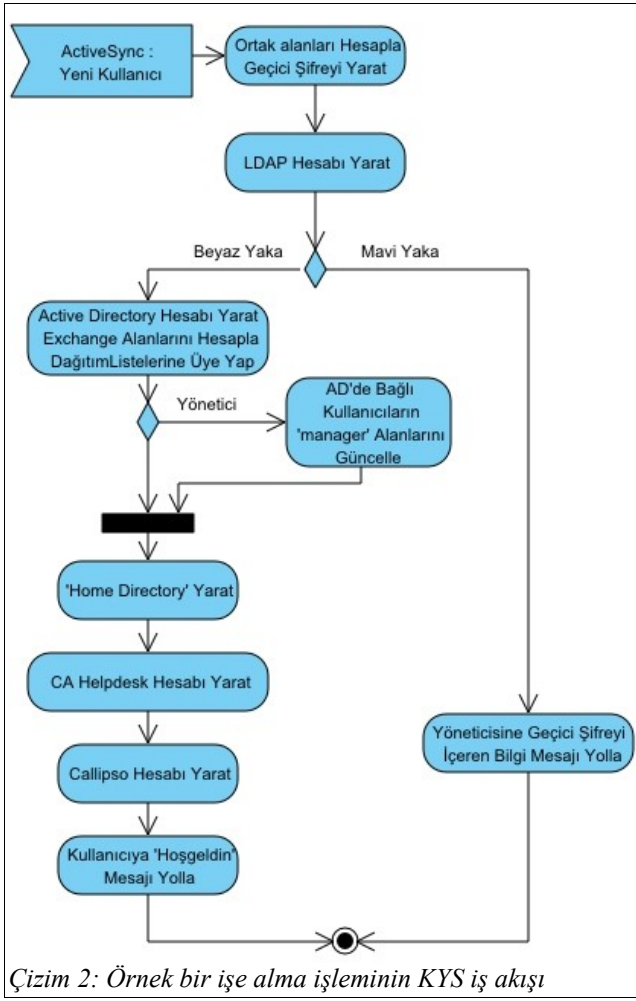 ActiveSync :
Yeni Kullanıcı
Ortak alanları Hesapla
Geçici Şifreyi Yarat
LDAP Hesabı Yarat
Beyaz Yaka
Mavi Yaka
Active Directory Hesabı Yarat
Exchange Alanlarını Hesapla
DağıtımListelerine Üye Yap
Yönetici
AD'de Bağlı
Kullanıcıların
'manager' Alanlarını
Güncelle
'Home Directory' Yarat
CA Helpdesk Hesabı Yarat
Callipso Hesabı Yarat
Yöneticisine Geçici Şifreyi
İçeren Bilgi Mesajı Yolla
Kullanıcıya 'Hoşgeldin'
Mesajı Yolla
Çizim 2: Örnek bir işe alma işleminin KYS iş akışı